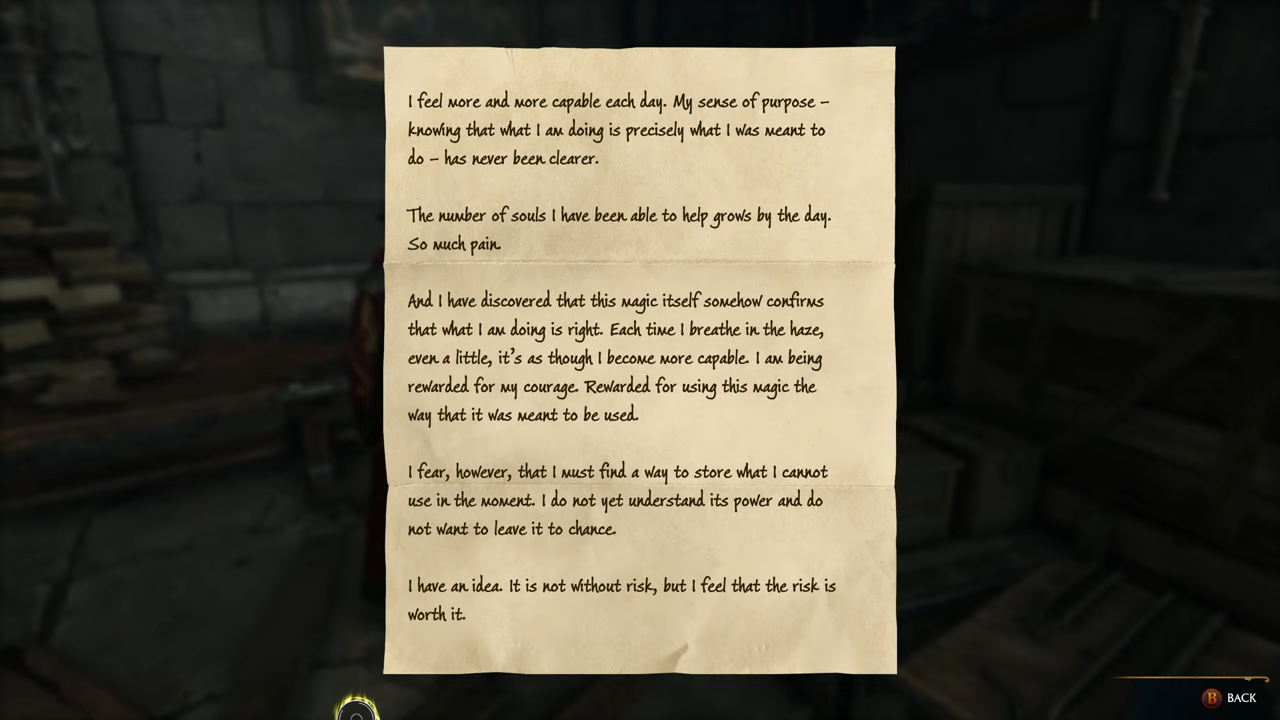 I feel more and more capable each day. My sense of purpose –
knowing that what I am doing is precisely what I was meant to
do – has never been clearer.
The number of souls I have been able to help grows by the day.
So much pain.
And I have discovered that this magic itself somehow confirms
that what I am doing is right. Each time I breathe in the haze,
even a little, it's as though I become more capable. I am being
rewarded for my courage. Rewarded for using this magic the
way that it was meant to be used.
I fear, however, that I must find a way to store what I cannot
use in the moment. I do not yet understand its power and do
not want to leave it to chance.
I have an idea. It is not without risk, but I feel that the risk is
worth it.
B BACK